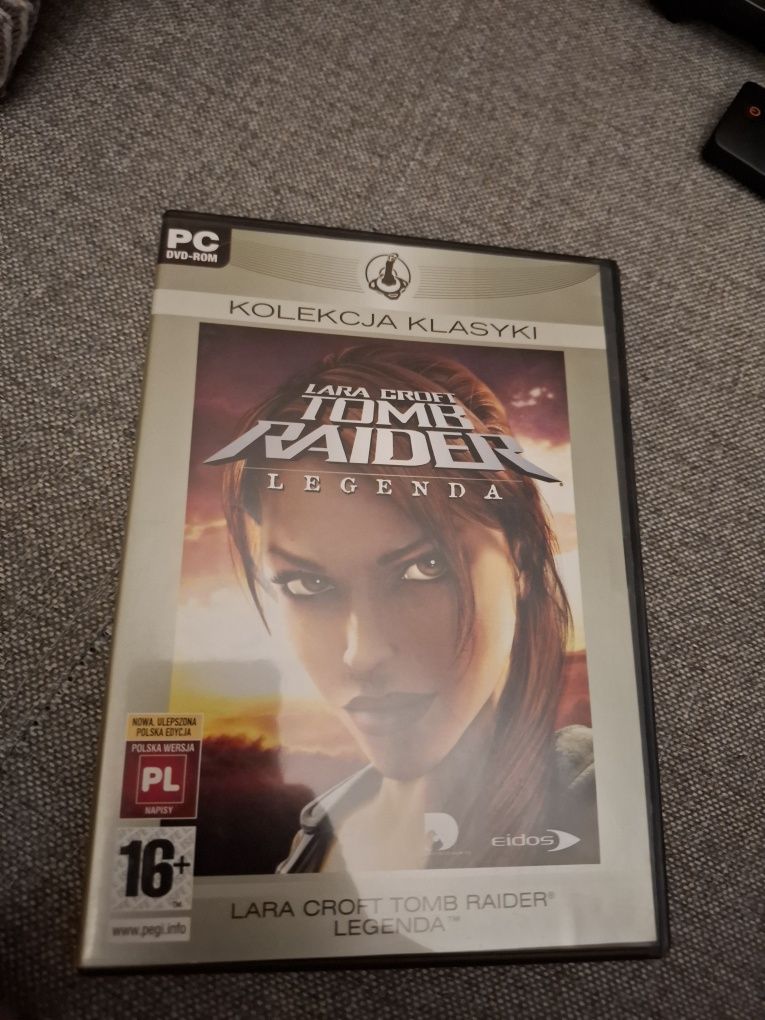 PC
DVD-ROM
KOLEKCJA KLASYKI
LARA CROFT
TOMB
RAIDER
LEGENDA
NOWA, ULEPSZONA
POLSKA EDYCJA
POLSKA WERSJA
PL
NAPISY
16+
™
www.pegi.info
eidos
LARA CROFT TOMB RAIDER®
LEGENDA™